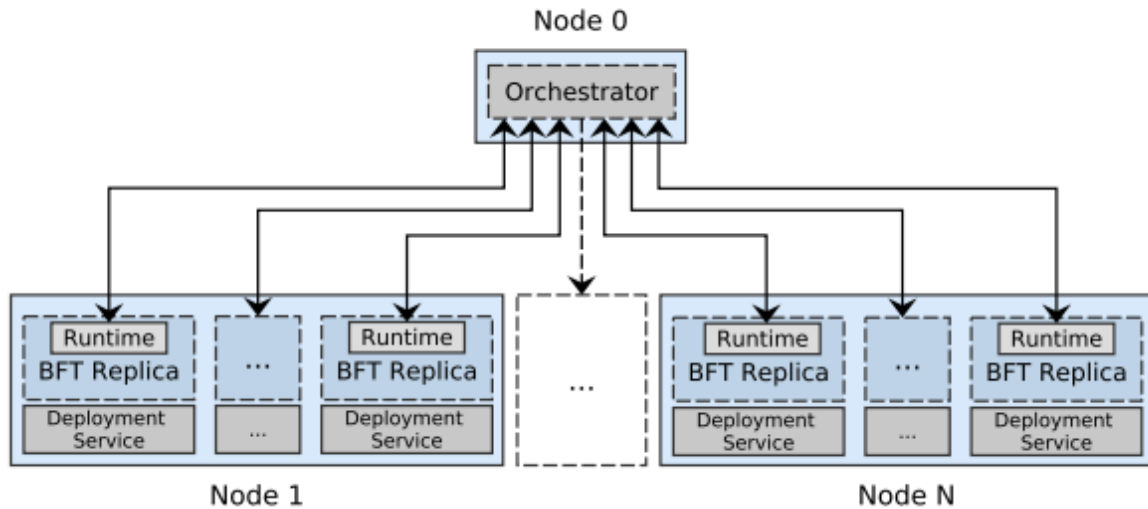 Node 0
Orchestrator
Runtime
BFT Replica
Deployment
Service
...
...
Runtime
BFT Replica
Deployment
Service
...
Runtime
BFT Replica
Deployment
Service
...
...
Runtime
BFT Replica
Deployment
Service
Node 1
Node N